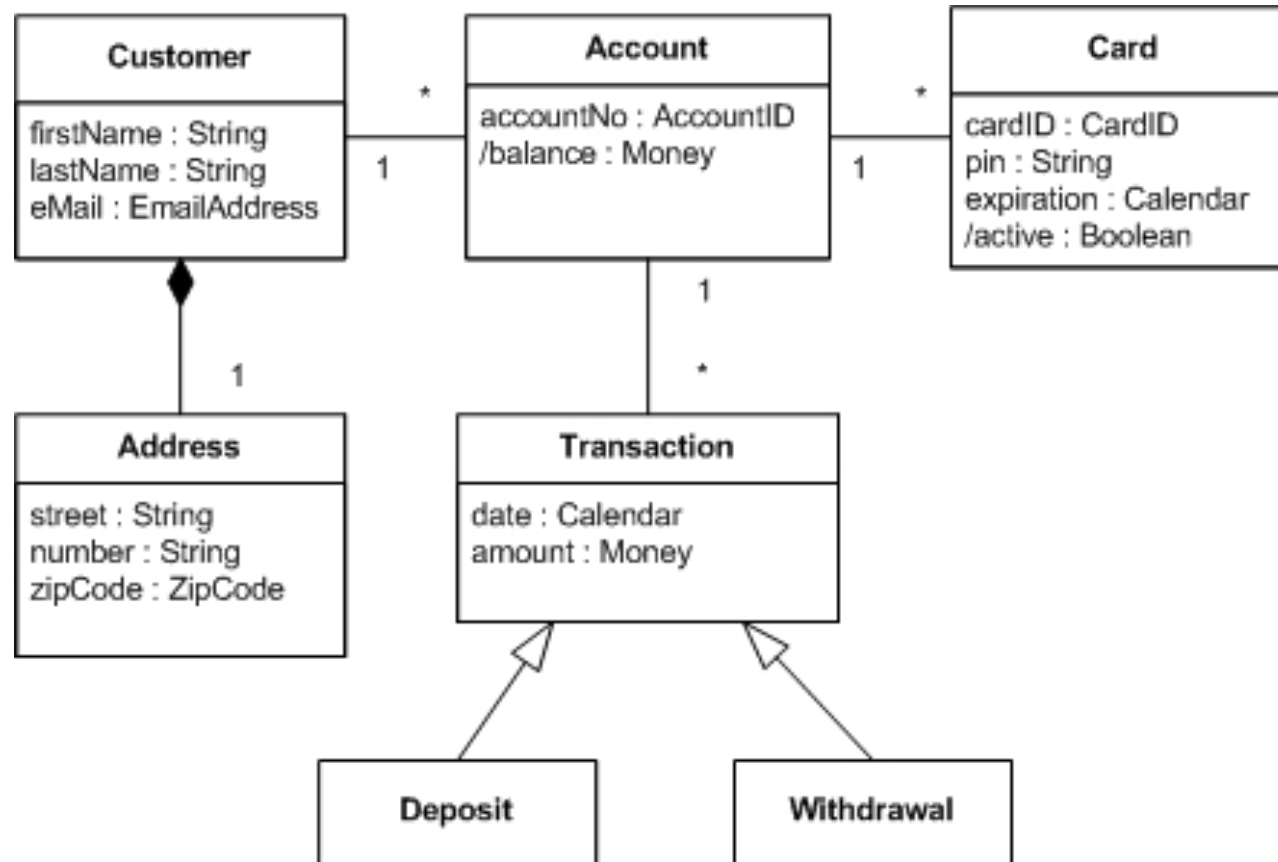 Customer
firstName : String
lastName : String
eMail : EmailAddress
*
1
Account
accountNo : AccountID
/balance : Money
*
1
Card
cardID : CardID
pin : String
expiration : Calendar
/active : Boolean
1
1
*
Address
street : String
number : String
zipCode : ZipCode
Transaction
date : Calendar
amount : Money
Deposit
Withdrawal